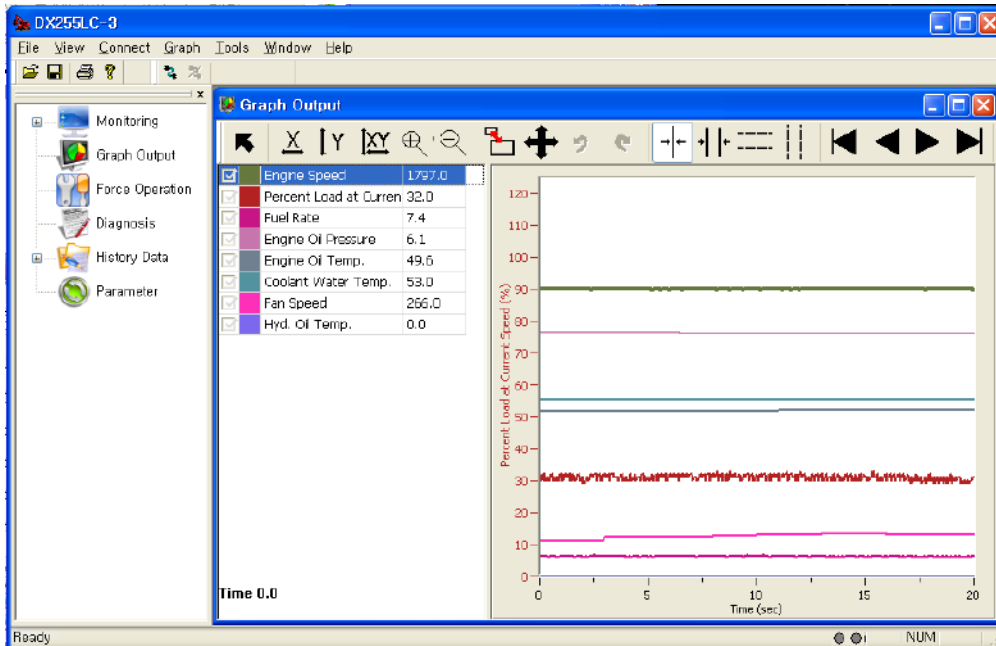 DX255LC-3
File View Connect Graph Tools Window Help
Monitoring
Graph Output
Force Operation
Diagnosis
History Data
Parameter
Graph Output
X Y XY
Engine Speed 1797.0
Percent Load at Curren 32.0
Fuel Rate 7.4
Engine Oil Pressure 6.1
Engine Oil Temp. 49.6
Coolant Water Temp. 53.0
Fan Speed 266.0
Hyd. Oil Temp. 0.0
Time 0.0
Percent Load at Current Speed (%)
120
110
100
90
80
70
60
50
40
30
20
10
0
0 5 10 15 20
Time (sec)
Ready NUM